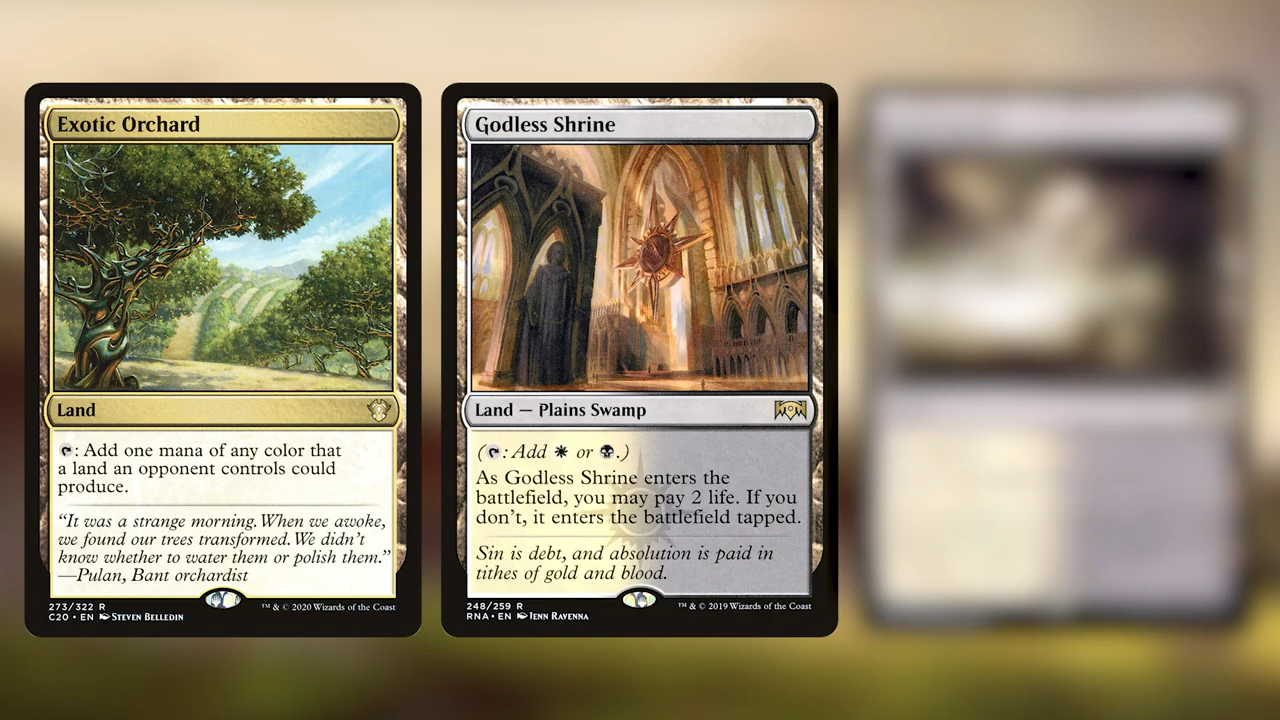 Exotic Orchard
Land
: Add one mana of any color that
a land an opponent controls could
produce.
“It was a strange morning. When we awoke,
we found our trees transformed. We didn’t
know whether to water them or polish them.”
—Pulan, Bant orchardist
273/322 R
C20 • EN Steven Belledin
™ & © 2020 Wizards of the Coast
Godless Shrine
Land — Plains Swamp
(: Add or .)
As Godless Shrine enters the
battlefield, you may pay 2 life. If you
don’t, it enters the battlefield tapped.
Sin is debt, and absolution is paid in
tithes of gold and blood.
248/259 R
RNA • EN Jenn Ravenna
™ & © 2019 Wizards of the Coast